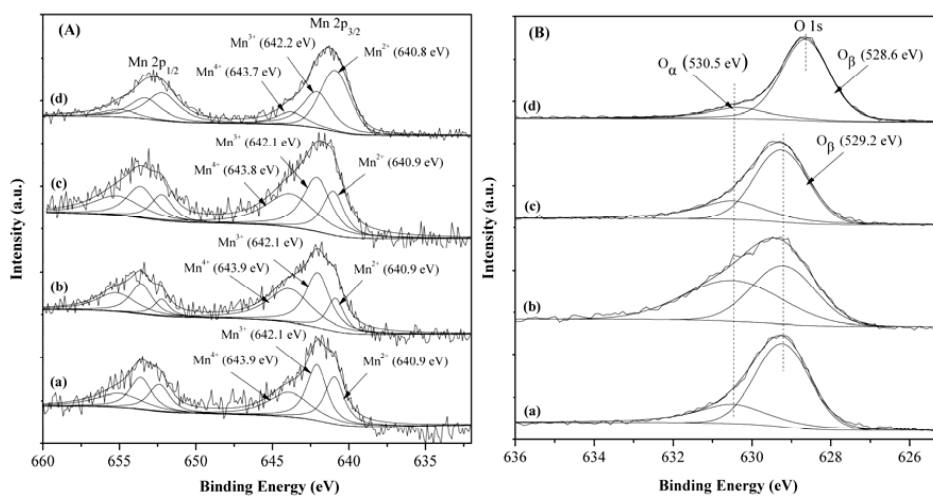 (A)
Mn 2p3/2
Mn 2p1/2
Mn3+ (642.2 eV)
Mn2+ (640.8 eV)
Mn4+ (643.7 eV)
(d)
Mn3+ (642.1 eV)
Mn4+ (643.8 eV)
Mn2+ (640.9 eV)
(c)
Mn3+ (642.1 eV)
Mn4+ (643.9 eV)
Mn2+ (640.9 eV)
(b)
Mn3+ (642.1 eV)
Mn4+ (643.9 eV)
Mn2+ (640.9 eV)
(a)
Intensity (a.u.)
660 655 650 645 640 635
Binding Energy (eV)
(B)
O 1s
Oα (530.5 eV)
Oβ (528.6 eV)
(d)
Oβ (529.2 eV)
(c)
(b)
(a)
Intensity (a.u.)
636 634 632 630 628 626
Binding Energy (eV)